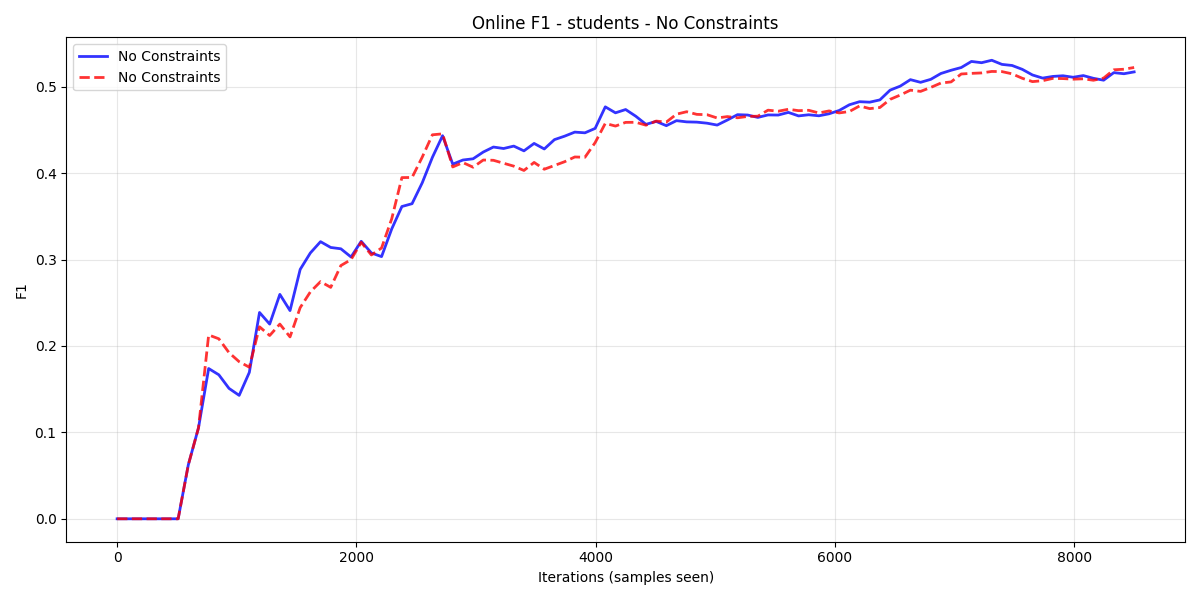 Online F1 - students - No Constraints
No Constraints
No Constraints
F1
0.5
0.4
0.3
0.2
0.1
0.0
0 2000 4000 6000 8000
Iterations (samples seen)